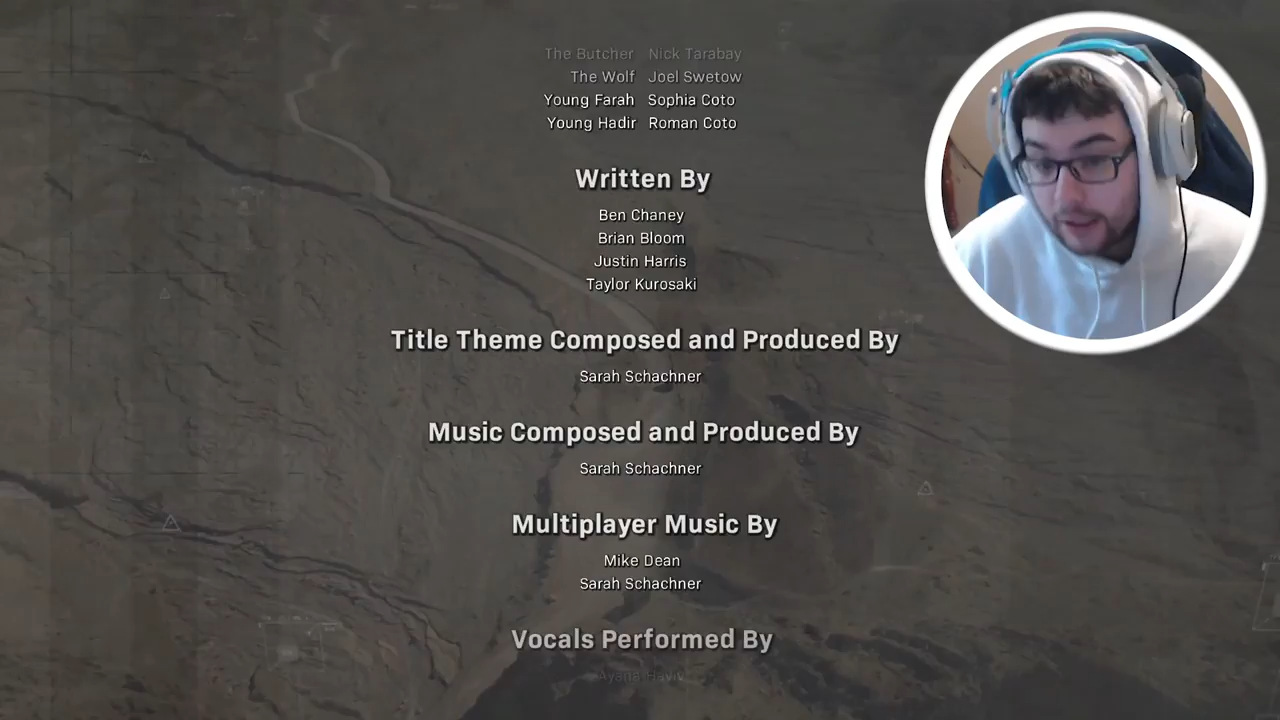 The Butcher Nick Tarabay
The Wolf Joel Swetow
Young Farah Sophia Coto
Young Hadir Roman Coto
Written By
Ben Chaney
Brian Bloom
Justin Harris
Taylor Kurosaki
Title Theme Composed and Produced By
Sarah Schachner
Music Composed and Produced By
Sarah Schachner
Multiplayer Music By
Mike Dean
Sarah Schachner
Vocals Performed By
Ayana Haviv